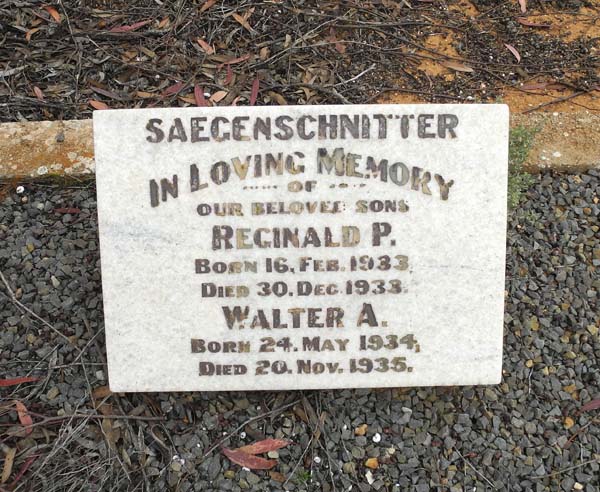 SAEGENSCHNITTER
IN LOVING MEMORY
OF
OUR BELOVED SONS
REGINALD P.
BORN 16. FEB. 1933.
DIED 30. DEC. 1933.
WALTER A.
BORN 24. MAY 1934.
DIED 20. NOV. 1935.